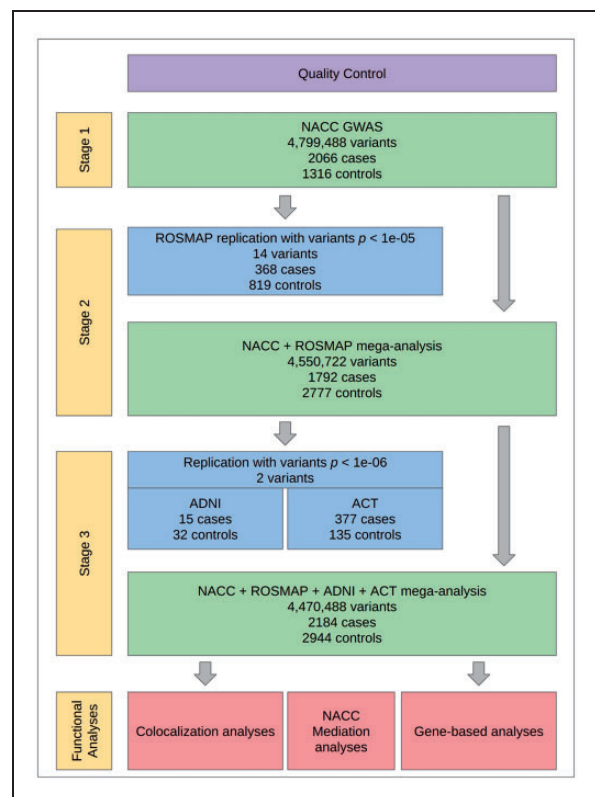 Quality Control
Stage 1
NACC GWAS
4,799,488 variants
2066 cases
1316 controls
Stage 2
ROSMAP replication with variants p < 1e-05
14 variants
368 cases
819 controls
NACC + ROSMAP mega-analysis
4,550,722 variants
1792 cases
2777 controls
Stage 3
Replication with variants p < 1e-06
2 variants
ADNI
15 cases
32 controls
ACT
377 cases
135 controls
NACC + ROSMAP + ADNI + ACT mega-analysis
4,470,488 variants
2184 cases
2944 controls
Functional
Analyses
Colocalization analyses
NACC
Mediation
analyses
Gene-based analyses